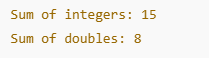 Sum of integers: 15
Sum of doubles: 8